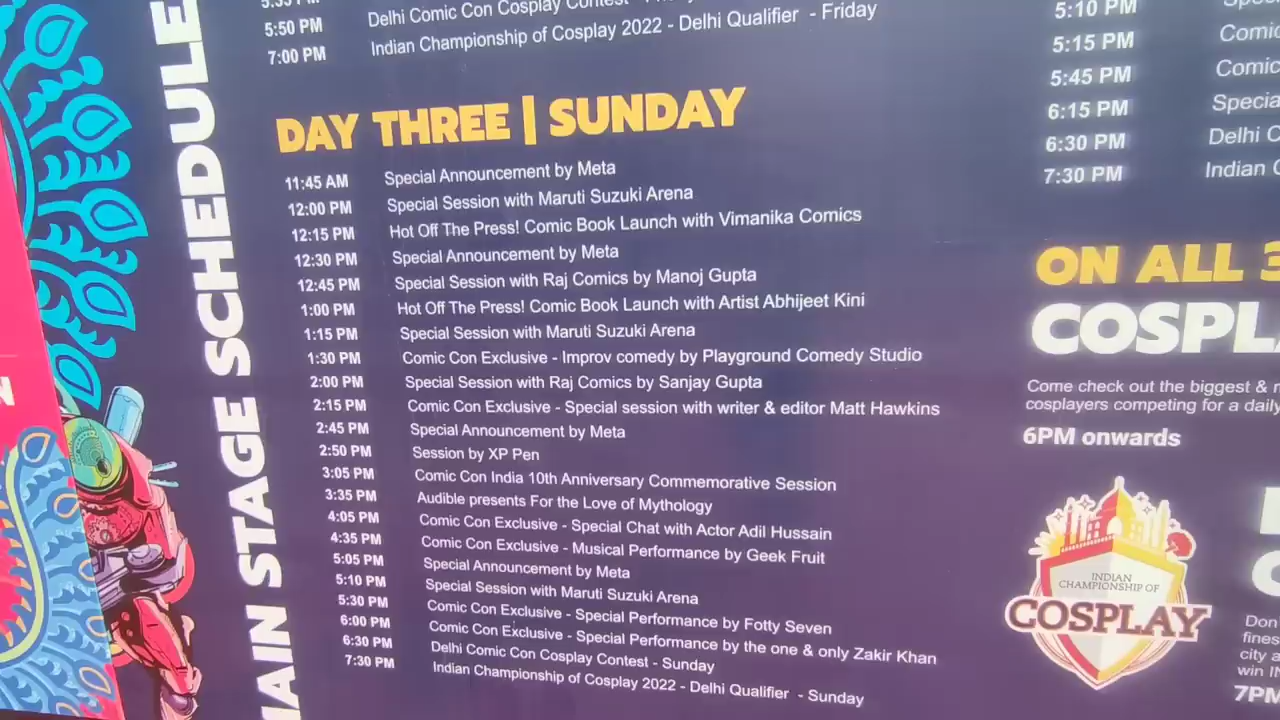 MAIN STAGE SCHEDULE
5:50 PM Delhi Comic Con Cosplay Contest -
7:00 PM Indian Championship of Cosplay 2022 - Delhi Qualifier - Friday
DAY THREE | SUNDAY
11:45 AM Special Announcement by Meta
12:00 PM Special Session with Maruti Suzuki Arena
12:15 PM Hot Off The Press! Comic Book Launch with Vimanika Comics
12:30 PM Special Announcement by Meta
12:45 PM Special Session with Raj Comics by Manoj Gupta
1:00 PM Hot Off The Press! Comic Book Launch with Artist Abhijeet Kini
1:15 PM Special Session with Maruti Suzuki Arena
1:30 PM Comic Con Exclusive - Improv comedy by Playground Comedy Studio
2:00 PM Special Session with Raj Comics by Sanjay Gupta
2:15 PM Comic Con Exclusive - Special session with writer & editor Matt Hawkins
2:45 PM Special Announcement by Meta
2:50 PM Session by XP Pen
3:05 PM Comic Con India 10th Anniversary Commemorative Session
3:35 PM Audible presents For the Love of Mythology
4:05 PM Comic Con Exclusive - Special Chat with Actor Adil Hussain
4:35 PM Comic Con Exclusive - Musical Performance by Geek Fruit
5:05 PM Special Announcement by Meta
5:10 PM Special Session with Maruti Suzuki Arena
5:30 PM Comic Con Exclusive - Special Performance by Fotty Seven
6:00 PM Comic Con Exclusive - Special Performance by the one & only Zakir Khan
6:30 PM Delhi Comic Con Cosplay Contest - Sunday
7:30 PM Indian Championship of Cosplay 2022 - Delhi Qualifier - Sunday
5:10 PM
5:15 PM Comic
5:45 PM Comic
6:15 PM Specia
6:30 PM Delhi C
7:30 PM Indian
ON ALL 3
COSPL
Come check out the biggest &
cosplayers competing for a daily
6PM onwards
INDIAN
CHAMPIONSHIP OF
COSPLAY
Don
fines
city a
win IN
7PM